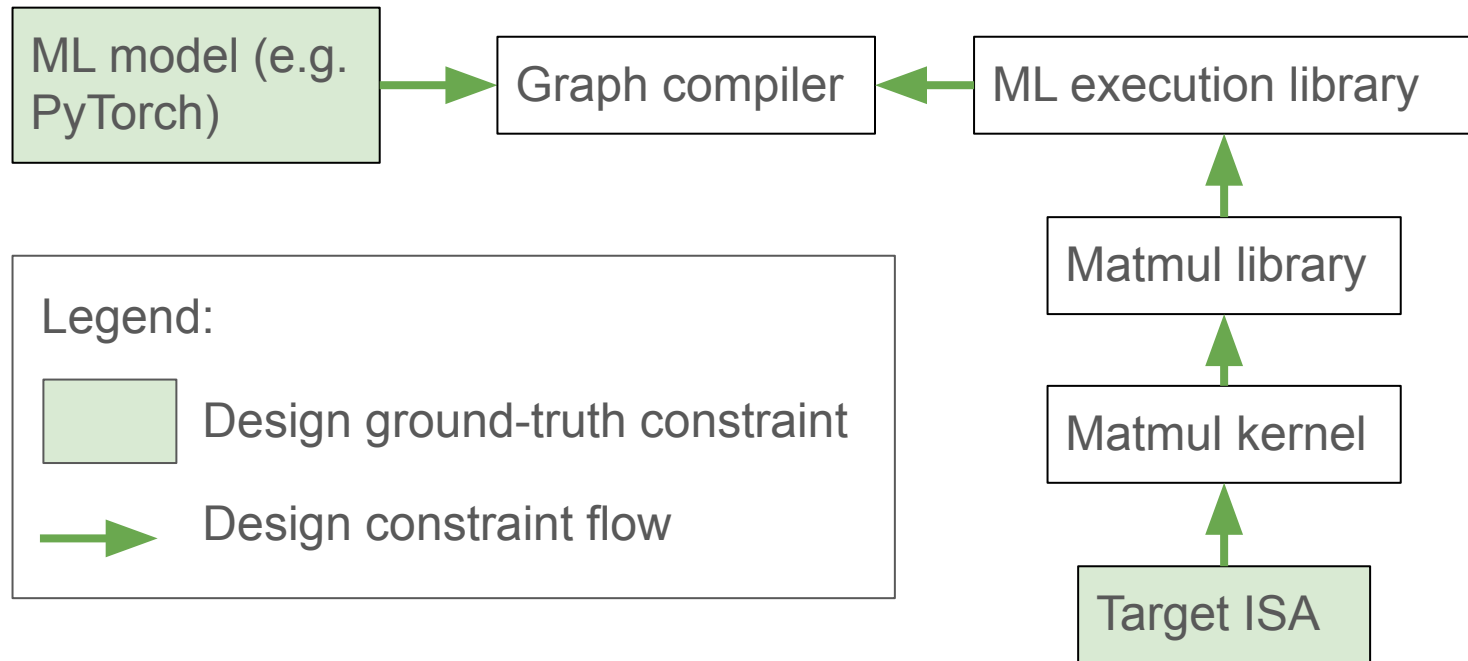 ML model (e.g.
PyTorch)
Graph compiler
ML execution library
Matmul library
Matmul kernel
Target ISA
Legend:
Design ground-truth constraint
Design constraint flow